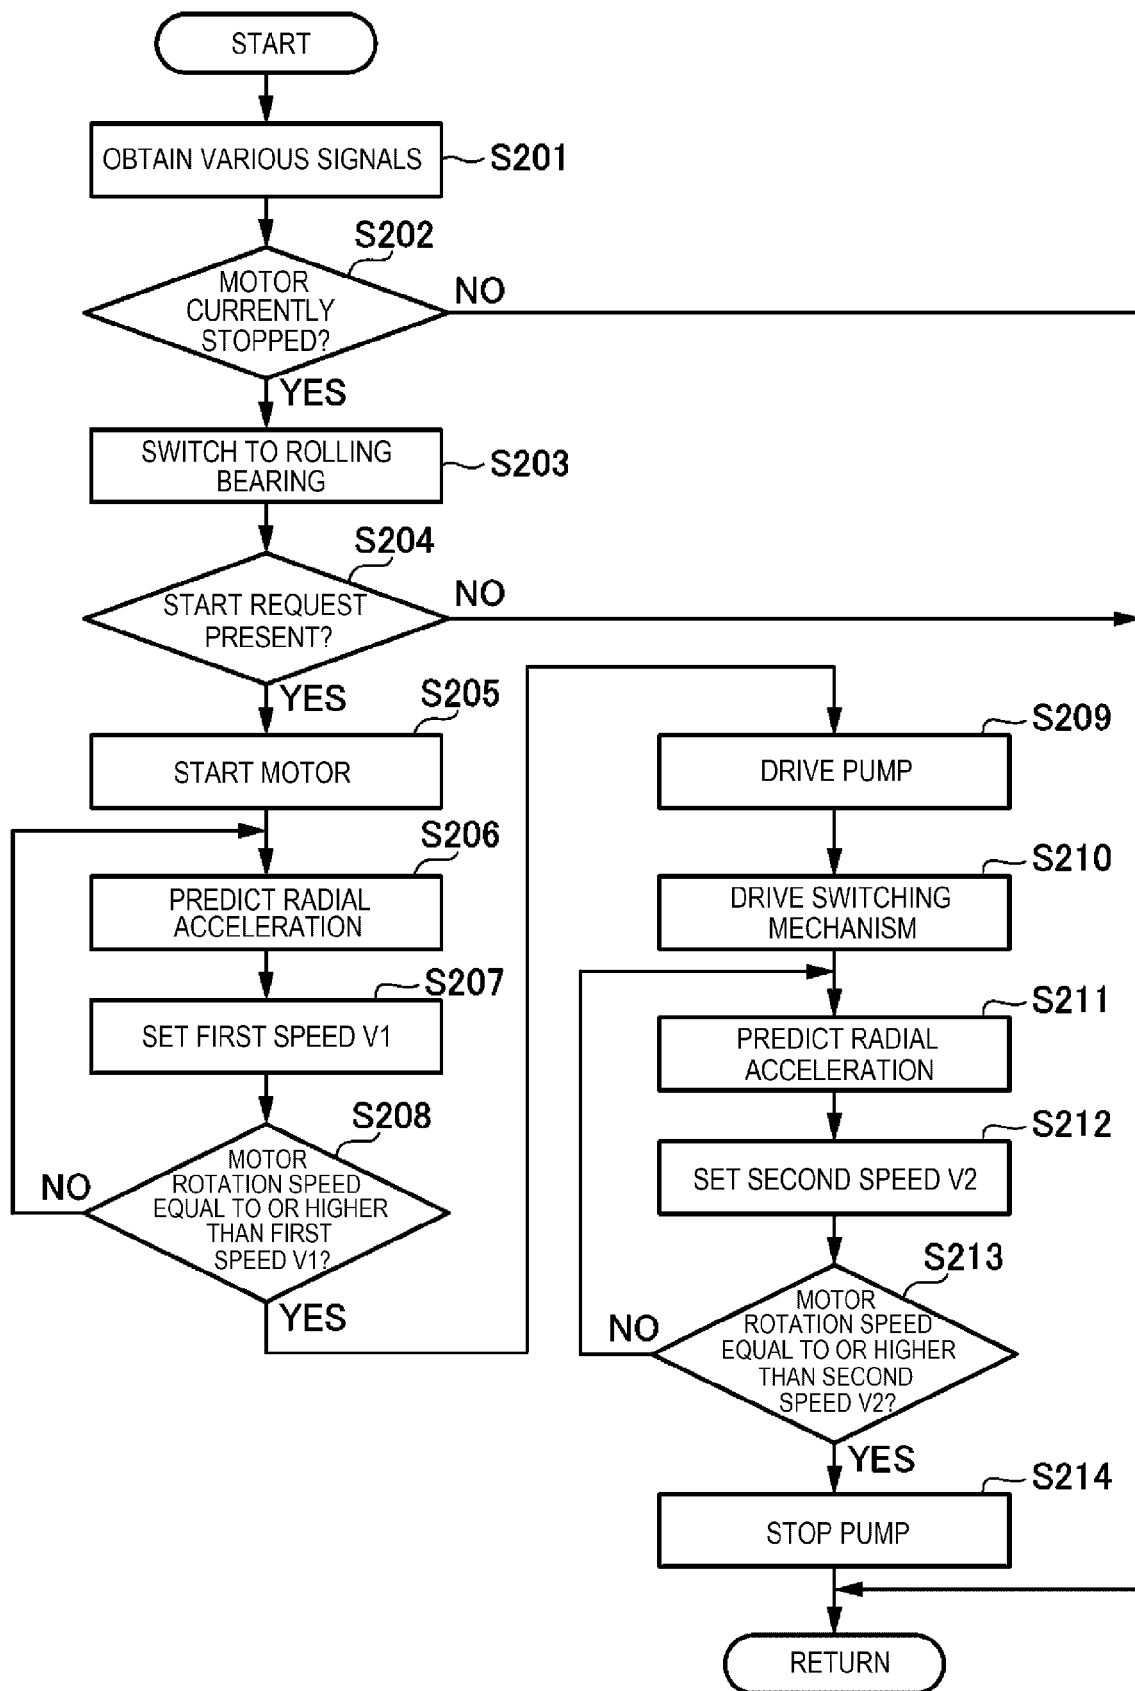 START
OBTAIN VARIOUS SIGNALS
S201
S202
MOTOR
CURRENTLY
STOPPED?
NO
YES
SWITCH TO ROLLING
BEARING
S203
S204
START REQUEST
PRESENT?
NO
YES
S205
START MOTOR
S206
PREDICT RADIAL
ACCELERATION
S207
SET FIRST SPEED V1
S208
MOTOR
ROTATION SPEED
EQUAL TO OR HIGHER
THAN FIRST
SPEED V1?
NO
YES
S209
DRIVE PUMP
S210
DRIVE SWITCHING
MECHANISM
S211
PREDICT RADIAL
ACCELERATION
S212
SET SECOND SPEED V2
S213
MOTOR
ROTATION SPEED
EQUAL TO OR HIGHER
THAN SECOND
SPEED V2?
NO
YES
S214
STOP PUMP
RETURN